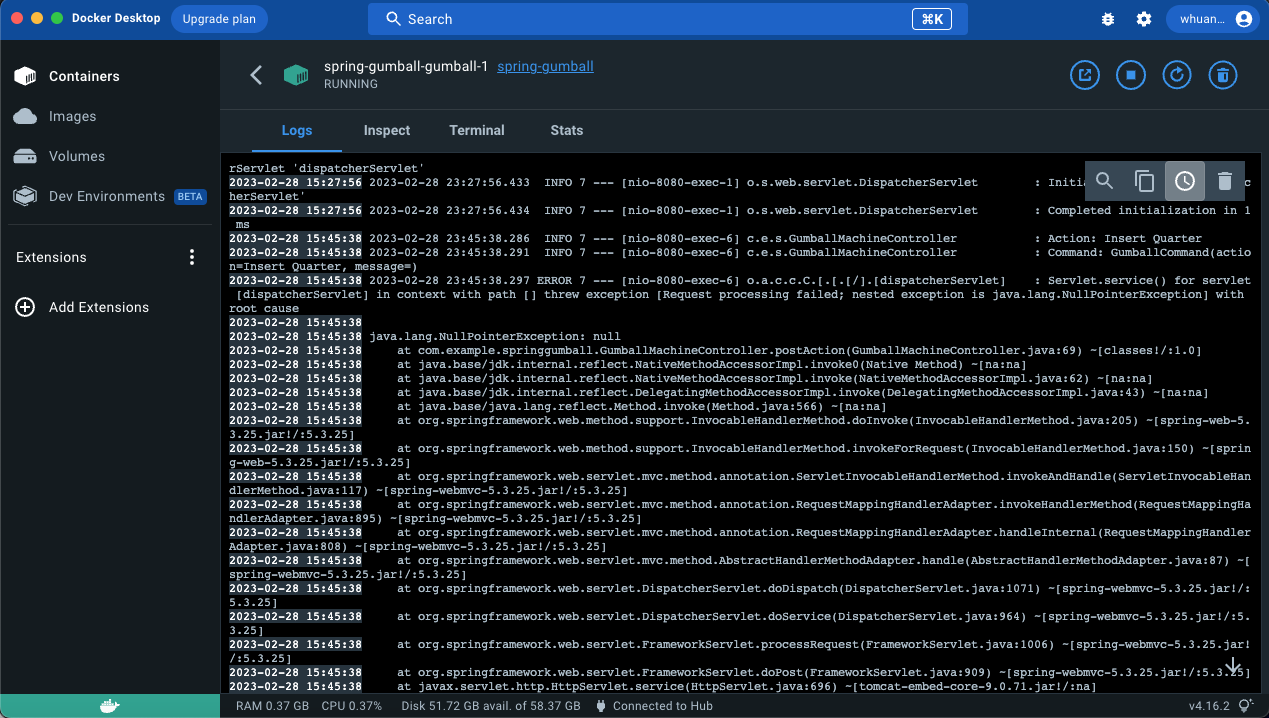 Docker Desktop
Upgrade plan
Search
⌘K
whuan...
Containers
Images
Volumes
Dev Environments BETA
Extensions
Add Extensions
spring-gumball-gumball-1 spring-gumball
RUNNING
Logs Inspect Terminal Stats
rServlet 'dispatcherServlet'
2023-02-28 15:27:56 2023-02-28 23:27:56.433  INFO 7 --- [nio-8080-exec-1] o.s.web.servlet.DispatcherServlet        : Initi
cherServlet'
2023-02-28 15:27:56 2023-02-28 23:27:56.434  INFO 7 --- [nio-8080-exec-1] o.s.web.servlet.DispatcherServlet        : Completed initialization in 1
ms
2023-02-28 15:45:38 2023-02-28 23:45:38.286  INFO 7 --- [nio-8080-exec-6] c.e.s.GumballMachineController           : Action: Insert Quarter
2023-02-28 15:45:38 2023-02-28 23:45:38.291  INFO 7 --- [nio-8080-exec-6] c.e.s.GumballMachineController           : Command: GumballCommand(actio
n=Insert Quarter, message=)
2023-02-28 15:45:38 2023-02-28 23:45:38.297 ERROR 7 --- [nio-8080-exec-6] o.a.c.c.C.[.[.[/].[dispatcherServlet]    : Servlet.service() for servlet
[dispatcherServlet] in context with path [] threw exception [Request processing failed; nested exception is java.lang.NullPointerException] with
root cause
2023-02-28 15:45:38
2023-02-28 15:45:38 java.lang.NullPointerException: null
2023-02-28 15:45:38     at com.example.springgumball.GumballMachineController.postAction(GumballMachineController.java:69) ~[classes!/:1.0]
2023-02-28 15:45:38     at java.base/jdk.internal.reflect.NativeMethodAccessorImpl.invoke0(Native Method) ~[na:na]
2023-02-28 15:45:38     at java.base/jdk.internal.reflect.NativeMethodAccessorImpl.invoke(NativeMethodAccessorImpl.java:62) ~[na:na]
2023-02-28 15:45:38     at java.base/jdk.internal.reflect.DelegatingMethodAccessorImpl.invoke(DelegatingMethodAccessorImpl.java:43) ~[na:na]
2023-02-28 15:45:38     at java.base/java.lang.reflect.Method.invoke(Method.java:566) ~[na:na]
2023-02-28 15:45:38     at org.springframework.web.method.support.InvocableHandlerMethod.doInvoke(InvocableHandlerMethod.java:205) ~[spring-web-5.
3.25.jar!/:5.3.25]
2023-02-28 15:45:38     at org.springframework.web.method.support.InvocableHandlerMethod.invokeForRequest(InvocableHandlerMethod.java:150) ~[sprin
g-web-5.3.25.jar!/:5.3.25]
2023-02-28 15:45:38     at org.springframework.web.servlet.mvc.method.annotation.ServletInvocableHandlerMethod.invokeAndHandle(ServletInvocableHan
dlerMethod.java:117) ~[spring-webmvc-5.3.25.jar!/:5.3.25]
2023-02-28 15:45:38     at org.springframework.web.servlet.mvc.method.annotation.RequestMappingHandlerAdapter.invokeHandlerMethod(RequestMappingHa
ndlerAdapter.java:895) ~[spring-webmvc-5.3.25.jar!/:5.3.25]
2023-02-28 15:45:38     at org.springframework.web.servlet.mvc.method.annotation.RequestMappingHandlerAdapter.handleInternal(RequestMappingHandler
Adapter.java:808) ~[spring-webmvc-5.3.25.jar!/:5.3.25]
2023-02-28 15:45:38     at org.springframework.web.servlet.mvc.method.AbstractHandlerMethodAdapter.handle(AbstractHandlerMethodAdapter.java:87) ~[
spring-webmvc-5.3.25.jar!/:5.3.25]
2023-02-28 15:45:38     at org.springframework.web.servlet.DispatcherServlet.doDispatch(DispatcherServlet.java:1071) ~[spring-webmvc-5.3.25.jar!/:
5.3.25]
2023-02-28 15:45:38     at org.springframework.web.servlet.DispatcherServlet.doService(DispatcherServlet.java:964) ~[spring-webmvc-5.3.25.jar!/:5.
3.25]
2023-02-28 15:45:38     at org.springframework.web.servlet.FrameworkServlet.processRequest(FrameworkServlet.java:1006) ~[spring-webmvc-5.3.25.jar!
/:5.3.25]
2023-02-28 15:45:38     at org.springframework.web.servlet.FrameworkServlet.doPost(FrameworkServlet.java:909) ~[spring-webmvc-5.3.25.jar!/:5.3.25]
2023-02-28 15:45:38     at javax.servlet.http.HttpServlet.service(HttpServlet.java:696) ~[tomcat-embed-core-9.0.71.jar!/:na]
RAM 0.37 GB CPU 0.37% Disk 51.72 GB avail. of 58.37 GB Connected to Hub v4.16.2